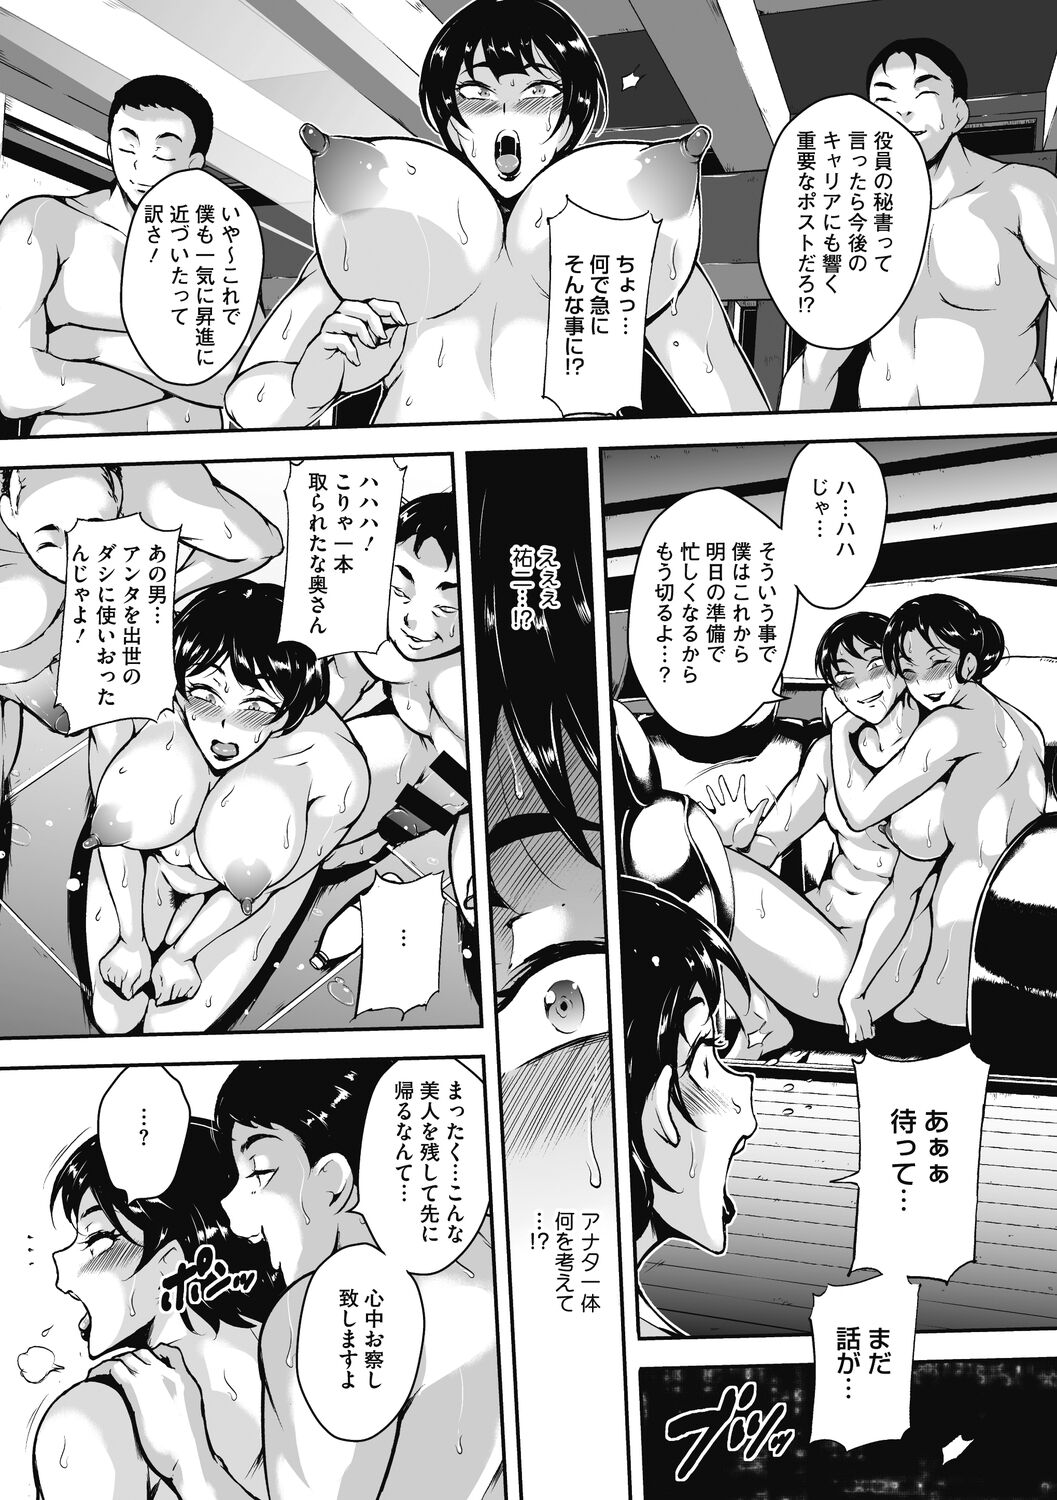 役員の秘書って
言ったら今後の
キャリアにも響く
重要なポストだろ!?
ちょっ…
何で急に
そんな事に!?
いや～これで
僕も一気に昇進に
近づいたって
訳さ!
ハ…ハハ
じゃ…
そういう事で
僕はこれから
明日の準備で
忙しくなるから
もう切るよ…?
あぁぁ
待って…
まだ
話が…
ブツッ
えぇぇ
祐二…!?
アナタ一体
何を考えて
…!?
ハハハ!
こりゃ一本
取られたな奥さん
あの男…
アンタを出世の
ダシに使いおった
んじゃよ!
…
まったく…こんな
美人を残して先に
帰るなんて…
心中お察し
致しますよ
…?
ポンッ
…